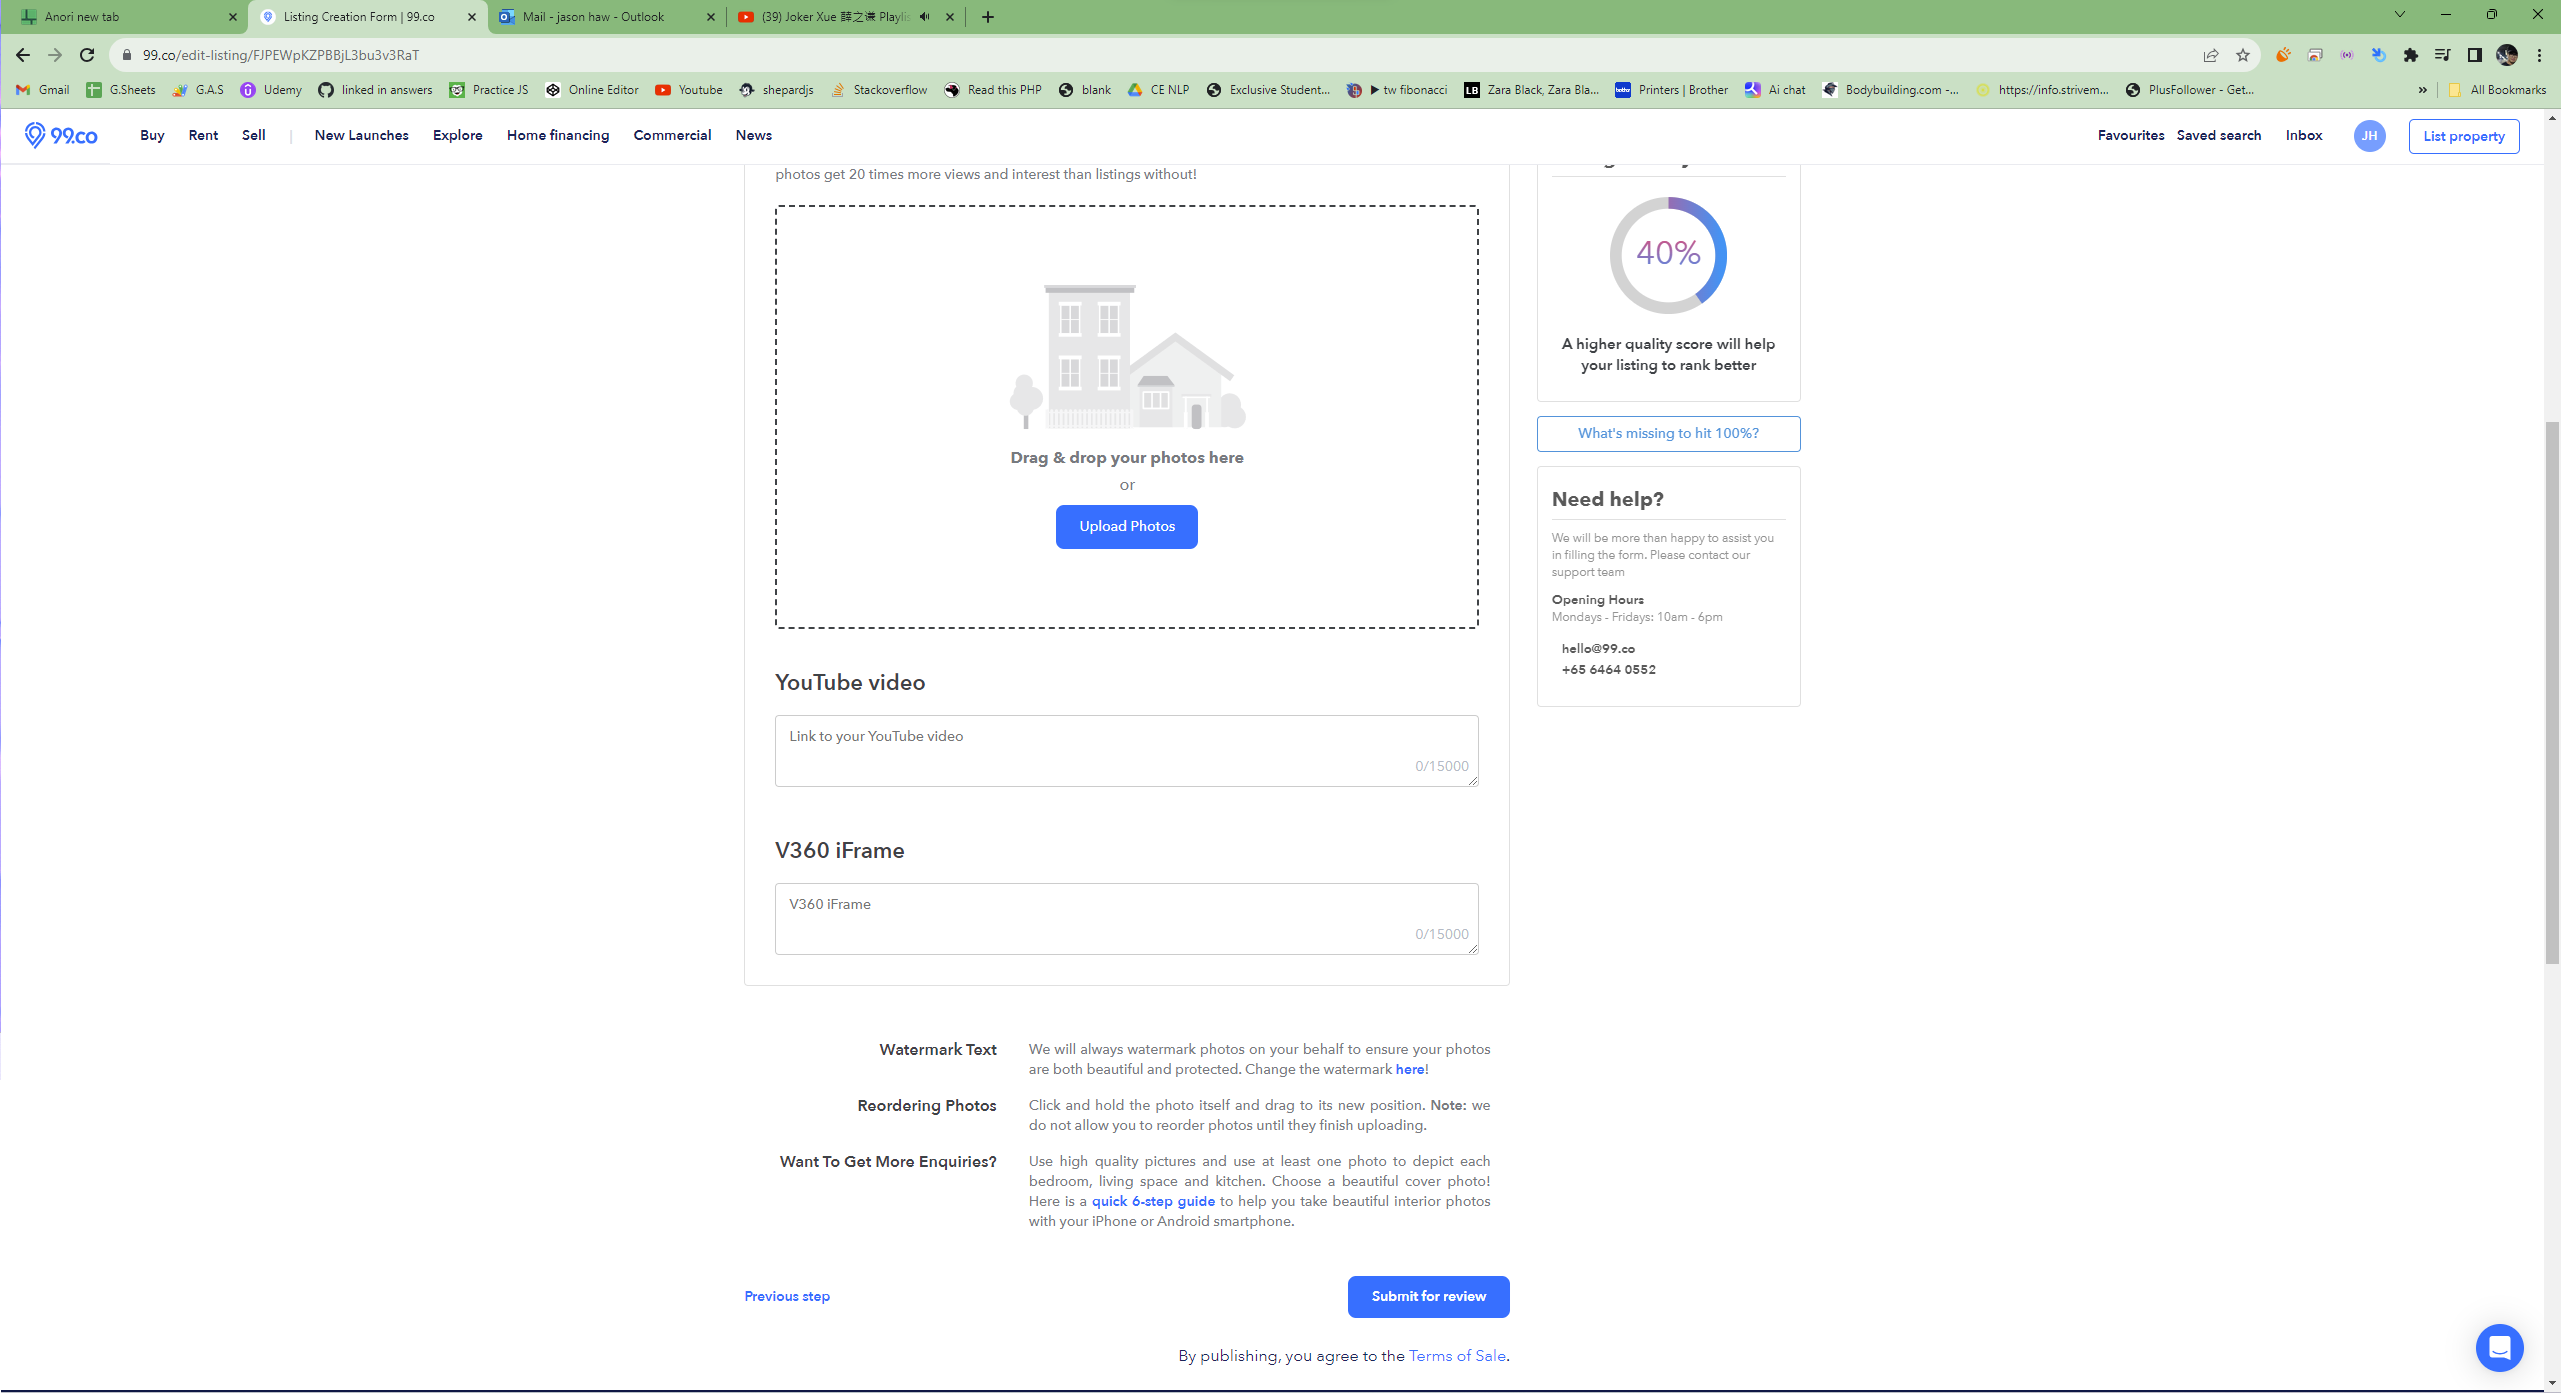 Anori new tab
Listing Creation Form | 99.co
Mail - jason haw - Outlook
(39) Joker Xue 薛之谦 Playlis
99.co/edit-listing/FJPEWpKZPBBjL3bu3v3RaT
Gmail
G.Sheets
G.A.S
Udemy
linked in answers
Practice JS
Online Editor
Youtube
shepardjs
Stackoverflow
Read this PHP
blank
CE NLP
Exclusive Student...
▶ tw fibonacci
LB
Zara Black, Zara Bla...
Printers | Brother
Ai chat
Bodybuilding.com -...
https://info.strivem...
PlusFollower - Get...
»
All Bookmarks
99.co
Buy
Rent
Sell
New Launches
Explore
Home financing
Commercial
News
Favourites
Saved search
Inbox
JH
List property
photos get 20 times more views and interest than listings without!
Drag & drop your photos here
or
Upload Photos
40%
A higher quality score will help
your listing to rank better
What's missing to hit 100%?
Need help?
We will be more than happy to assist you
in filling the form. Please contact our
support team
Opening Hours
Mondays - Fridays: 10am - 6pm
hello@99.co
+65 6464 0552
YouTube video
Link to your YouTube video
0/15000
V360 iFrame
V360 iFrame
0/15000
Watermark Text
We will always watermark photos on your behalf to ensure your photos
are both beautiful and protected. Change the watermark here!
Reordering Photos
Click and hold the photo itself and drag to its new position. Note: we
do not allow you to reorder photos until they finish uploading.
Want To Get More Enquiries?
Use high quality pictures and use at least one photo to depict each
bedroom, living space and kitchen. Choose a beautiful cover photo!
Here is a quick 6-step guide to help you take beautiful interior photos
with your iPhone or Android smartphone.
Previous step
Submit for review
By publishing, you agree to the Terms of Sale.